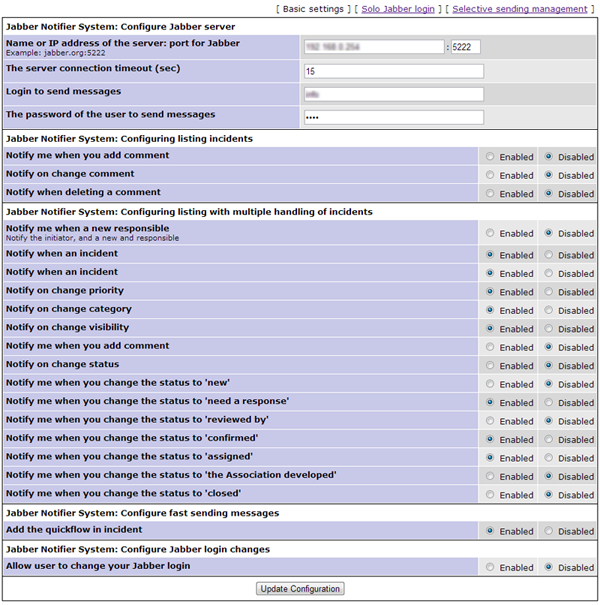 [ Basic settings ] [ Solo Jabber login ] [ Selective sending management ]
Jabber Notifier System: Configure Jabber server
Name or IP address of the server: port for Jabber
Example: jabber.org:5222
: 5222
The server connection timeout (sec)
15
Login to send messages
The password of the user to send messages
••••
Jabber Notifier System: Configuring listing incidents
Notify me when you add comment Enabled Disabled
Notify on change comment Enabled Disabled
Notify when deleting a comment Enabled Disabled
Jabber Notifier System: Configuring listing with multiple handling of incidents
Notify me when a new responsible Enabled Disabled
Notify the initiator, and a new and responsible
Notify when an incident Enabled Disabled
Notify when an incident Enabled Disabled
Notify on change priority Enabled Disabled
Notify on change category Enabled Disabled
Notify on change visibility Enabled Disabled
Notify me when you add comment Enabled Disabled
Notify on change status Enabled Disabled
Notify me when you change the status to 'new' Enabled Disabled
Notify me when you change the status to 'need a response' Enabled Disabled
Notify me when you change the status to 'reviewed by' Enabled Disabled
Notify me when you change the status to 'confirmed' Enabled Disabled
Notify me when you change the status to 'assigned' Enabled Disabled
Notify me when you change the status to 'the Association developed' Enabled Disabled
Notify me when you change the status to 'closed' Enabled Disabled
Jabber Notifier System: Configure fast sending messages
Add the quickflow in incident Enabled Disabled
Jabber Notifier System: Configure Jabber login changes
Allow user to change your Jabber login Enabled Disabled
Update Configuration